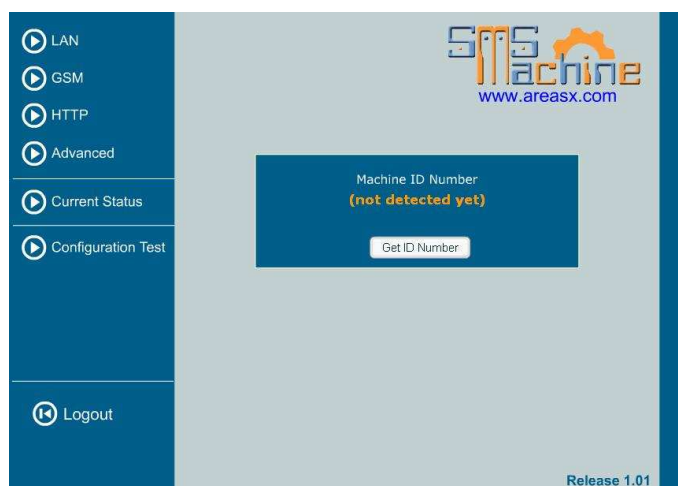 LAN
GSM
HTTP
Advanced
Current Status
Configuration Test
Logout
SMS
Machine
www.areasx.com
Machine ID Number
(not detected yet)
Get ID Number
Release 1.01